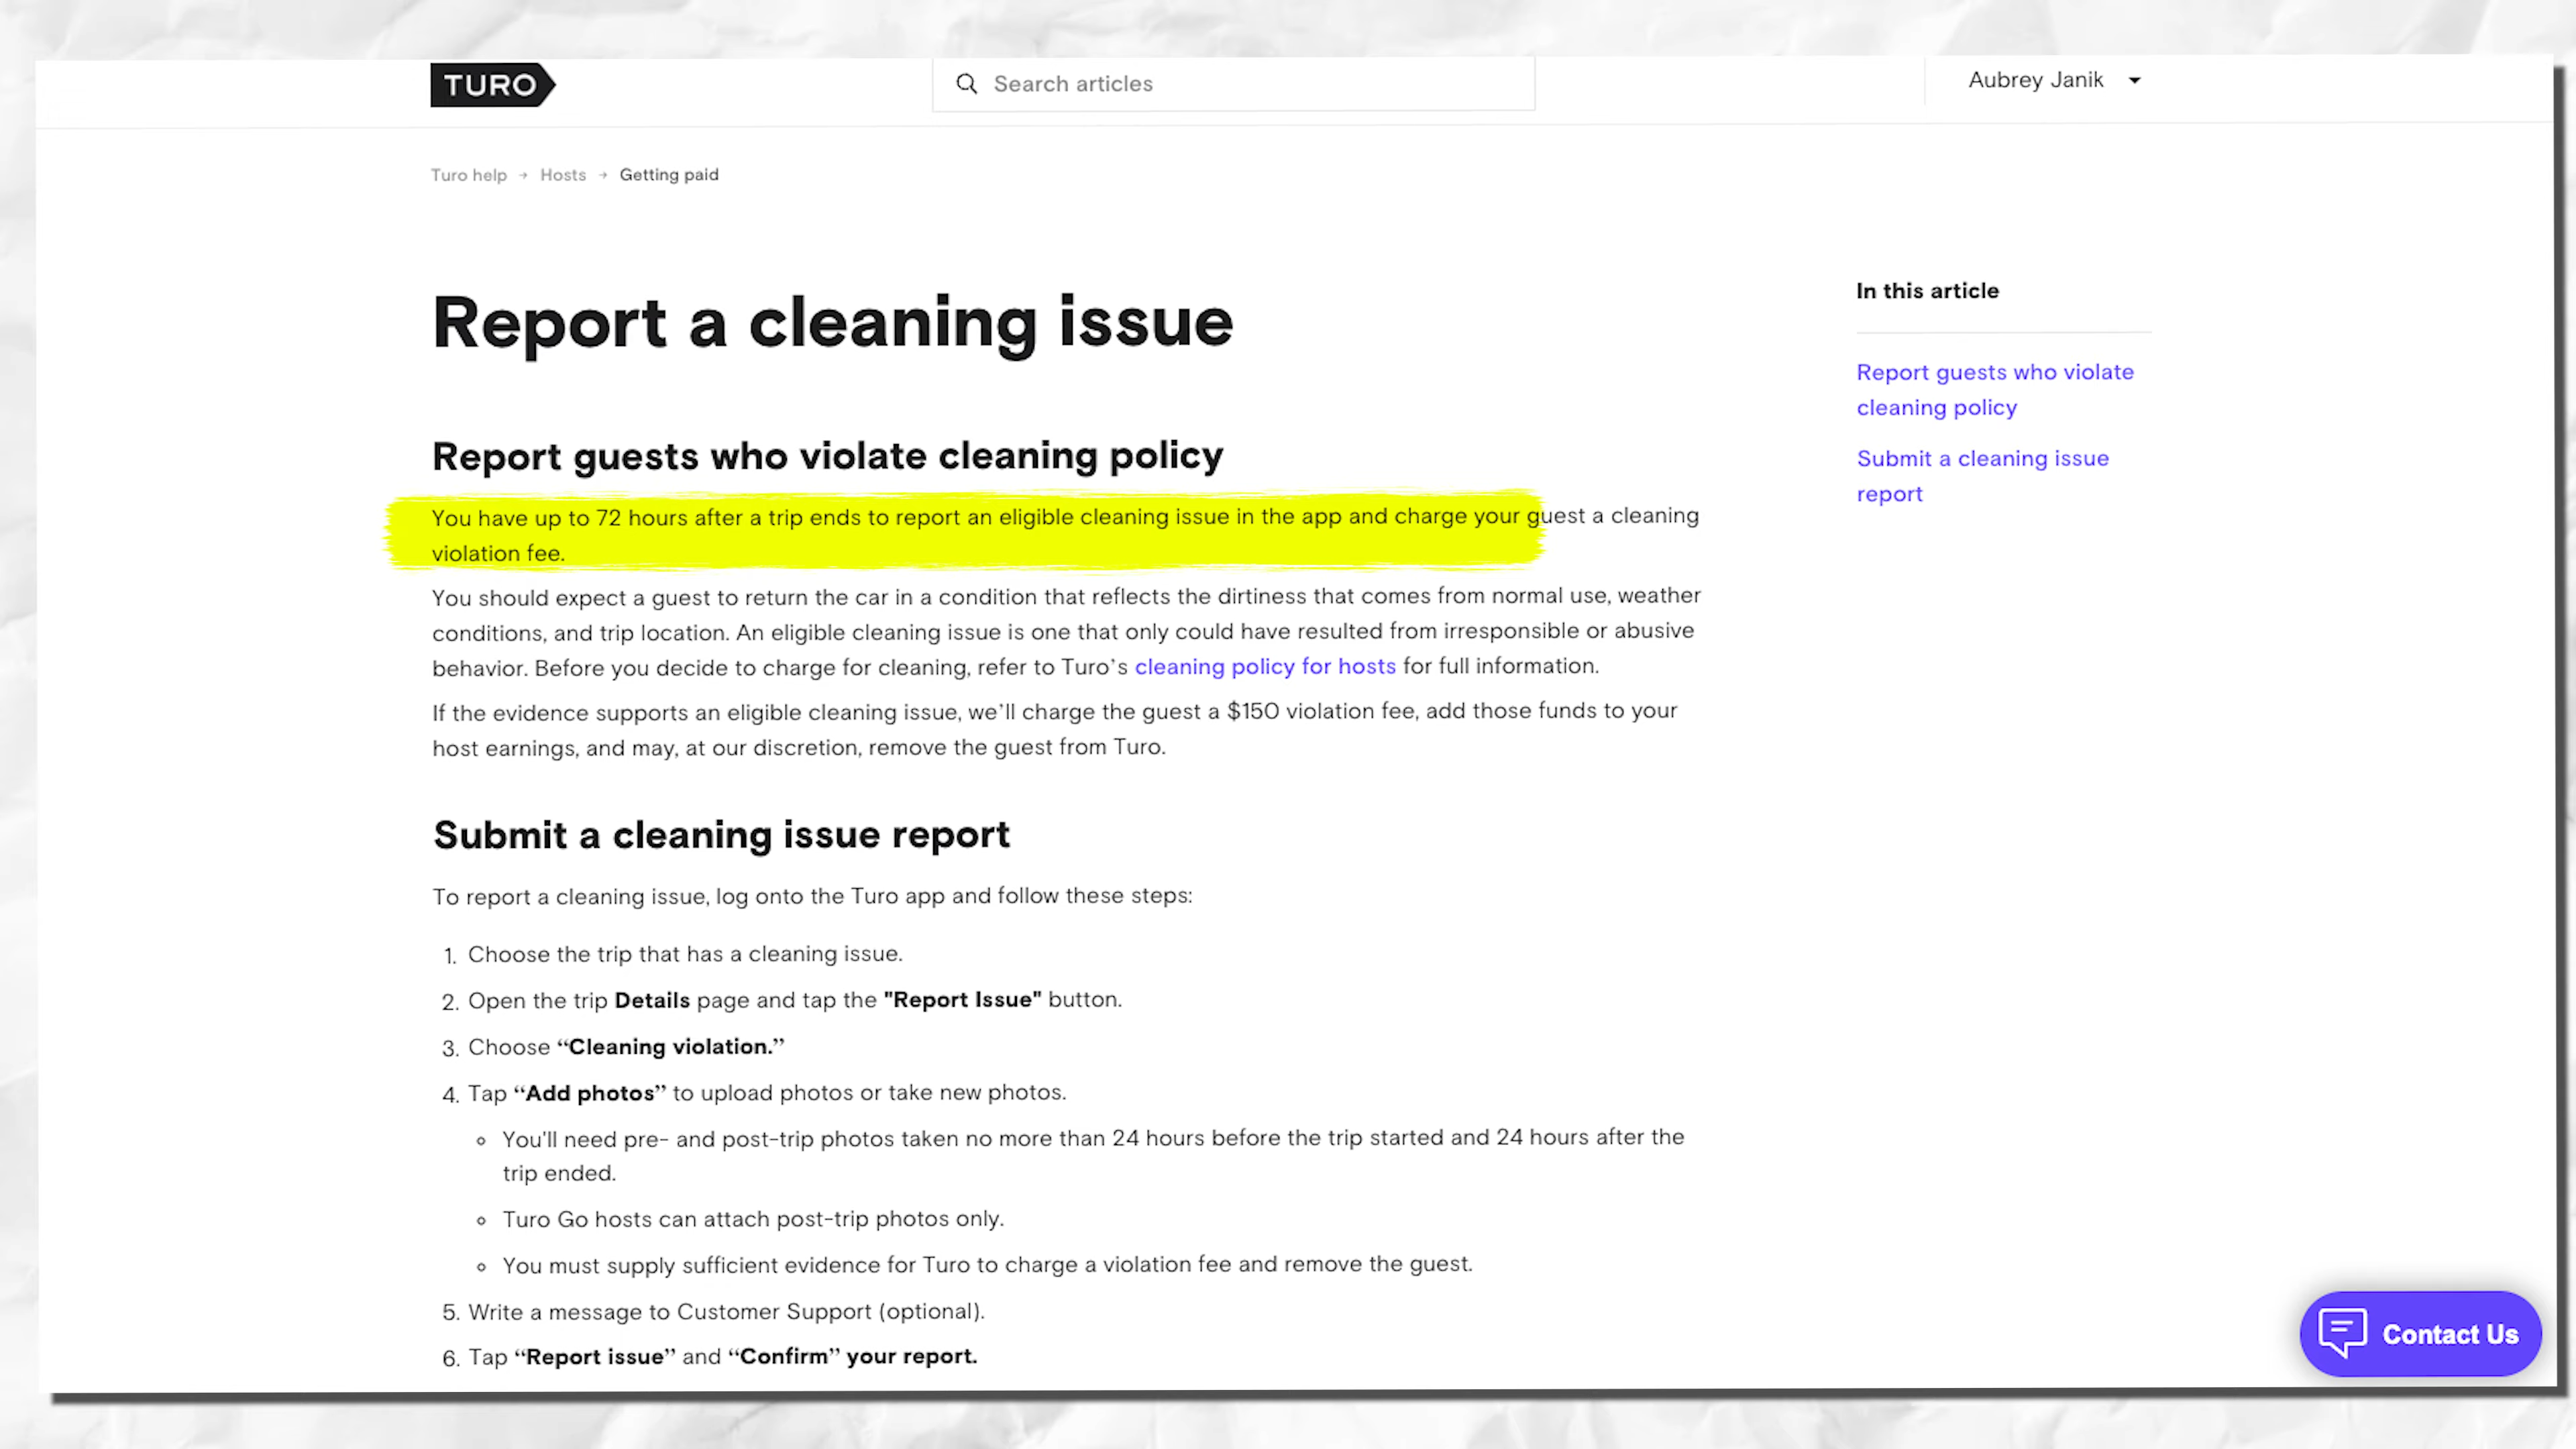 TURO
Search articles
Aubrey Janik
Turo help → Hosts → Getting paid
Report a cleaning issue
Report guests who violate cleaning policy
You have up to 72 hours after a trip ends to report an eligible cleaning issue in the app and charge your guest a cleaning
violation fee.
You should expect a guest to return the car in a condition that reflects the dirtiness that comes from normal use, weather
conditions, and trip location. An eligible cleaning issue is one that only could have resulted from irresponsible or abusive
behavior. Before you decide to charge for cleaning, refer to Turo’s cleaning policy for hosts for full information.
If the evidence supports an eligible cleaning issue, we’ll charge the guest a $150 violation fee, add those funds to your
host earnings, and may, at our discretion, remove the guest from Turo.
Submit a cleaning issue report
To report a cleaning issue, log onto the Turo app and follow these steps:
1. Choose the trip that has a cleaning issue.
2. Open the trip Details page and tap the "Report Issue" button.
3. Choose “Cleaning violation.”
4. Tap “Add photos” to upload photos or take new photos.
You'll need pre- and post-trip photos taken no more than 24 hours before the trip started and 24 hours after the
trip ended.
Turo Go hosts can attach post-trip photos only.
You must supply sufficient evidence for Turo to charge a violation fee and remove the guest.
5. Write a message to Customer Support (optional).
6. Tap “Report issue” and “Confirm” your report.
In this article
Report guests who violate
cleaning policy
Submit a cleaning issue
report
Contact Us